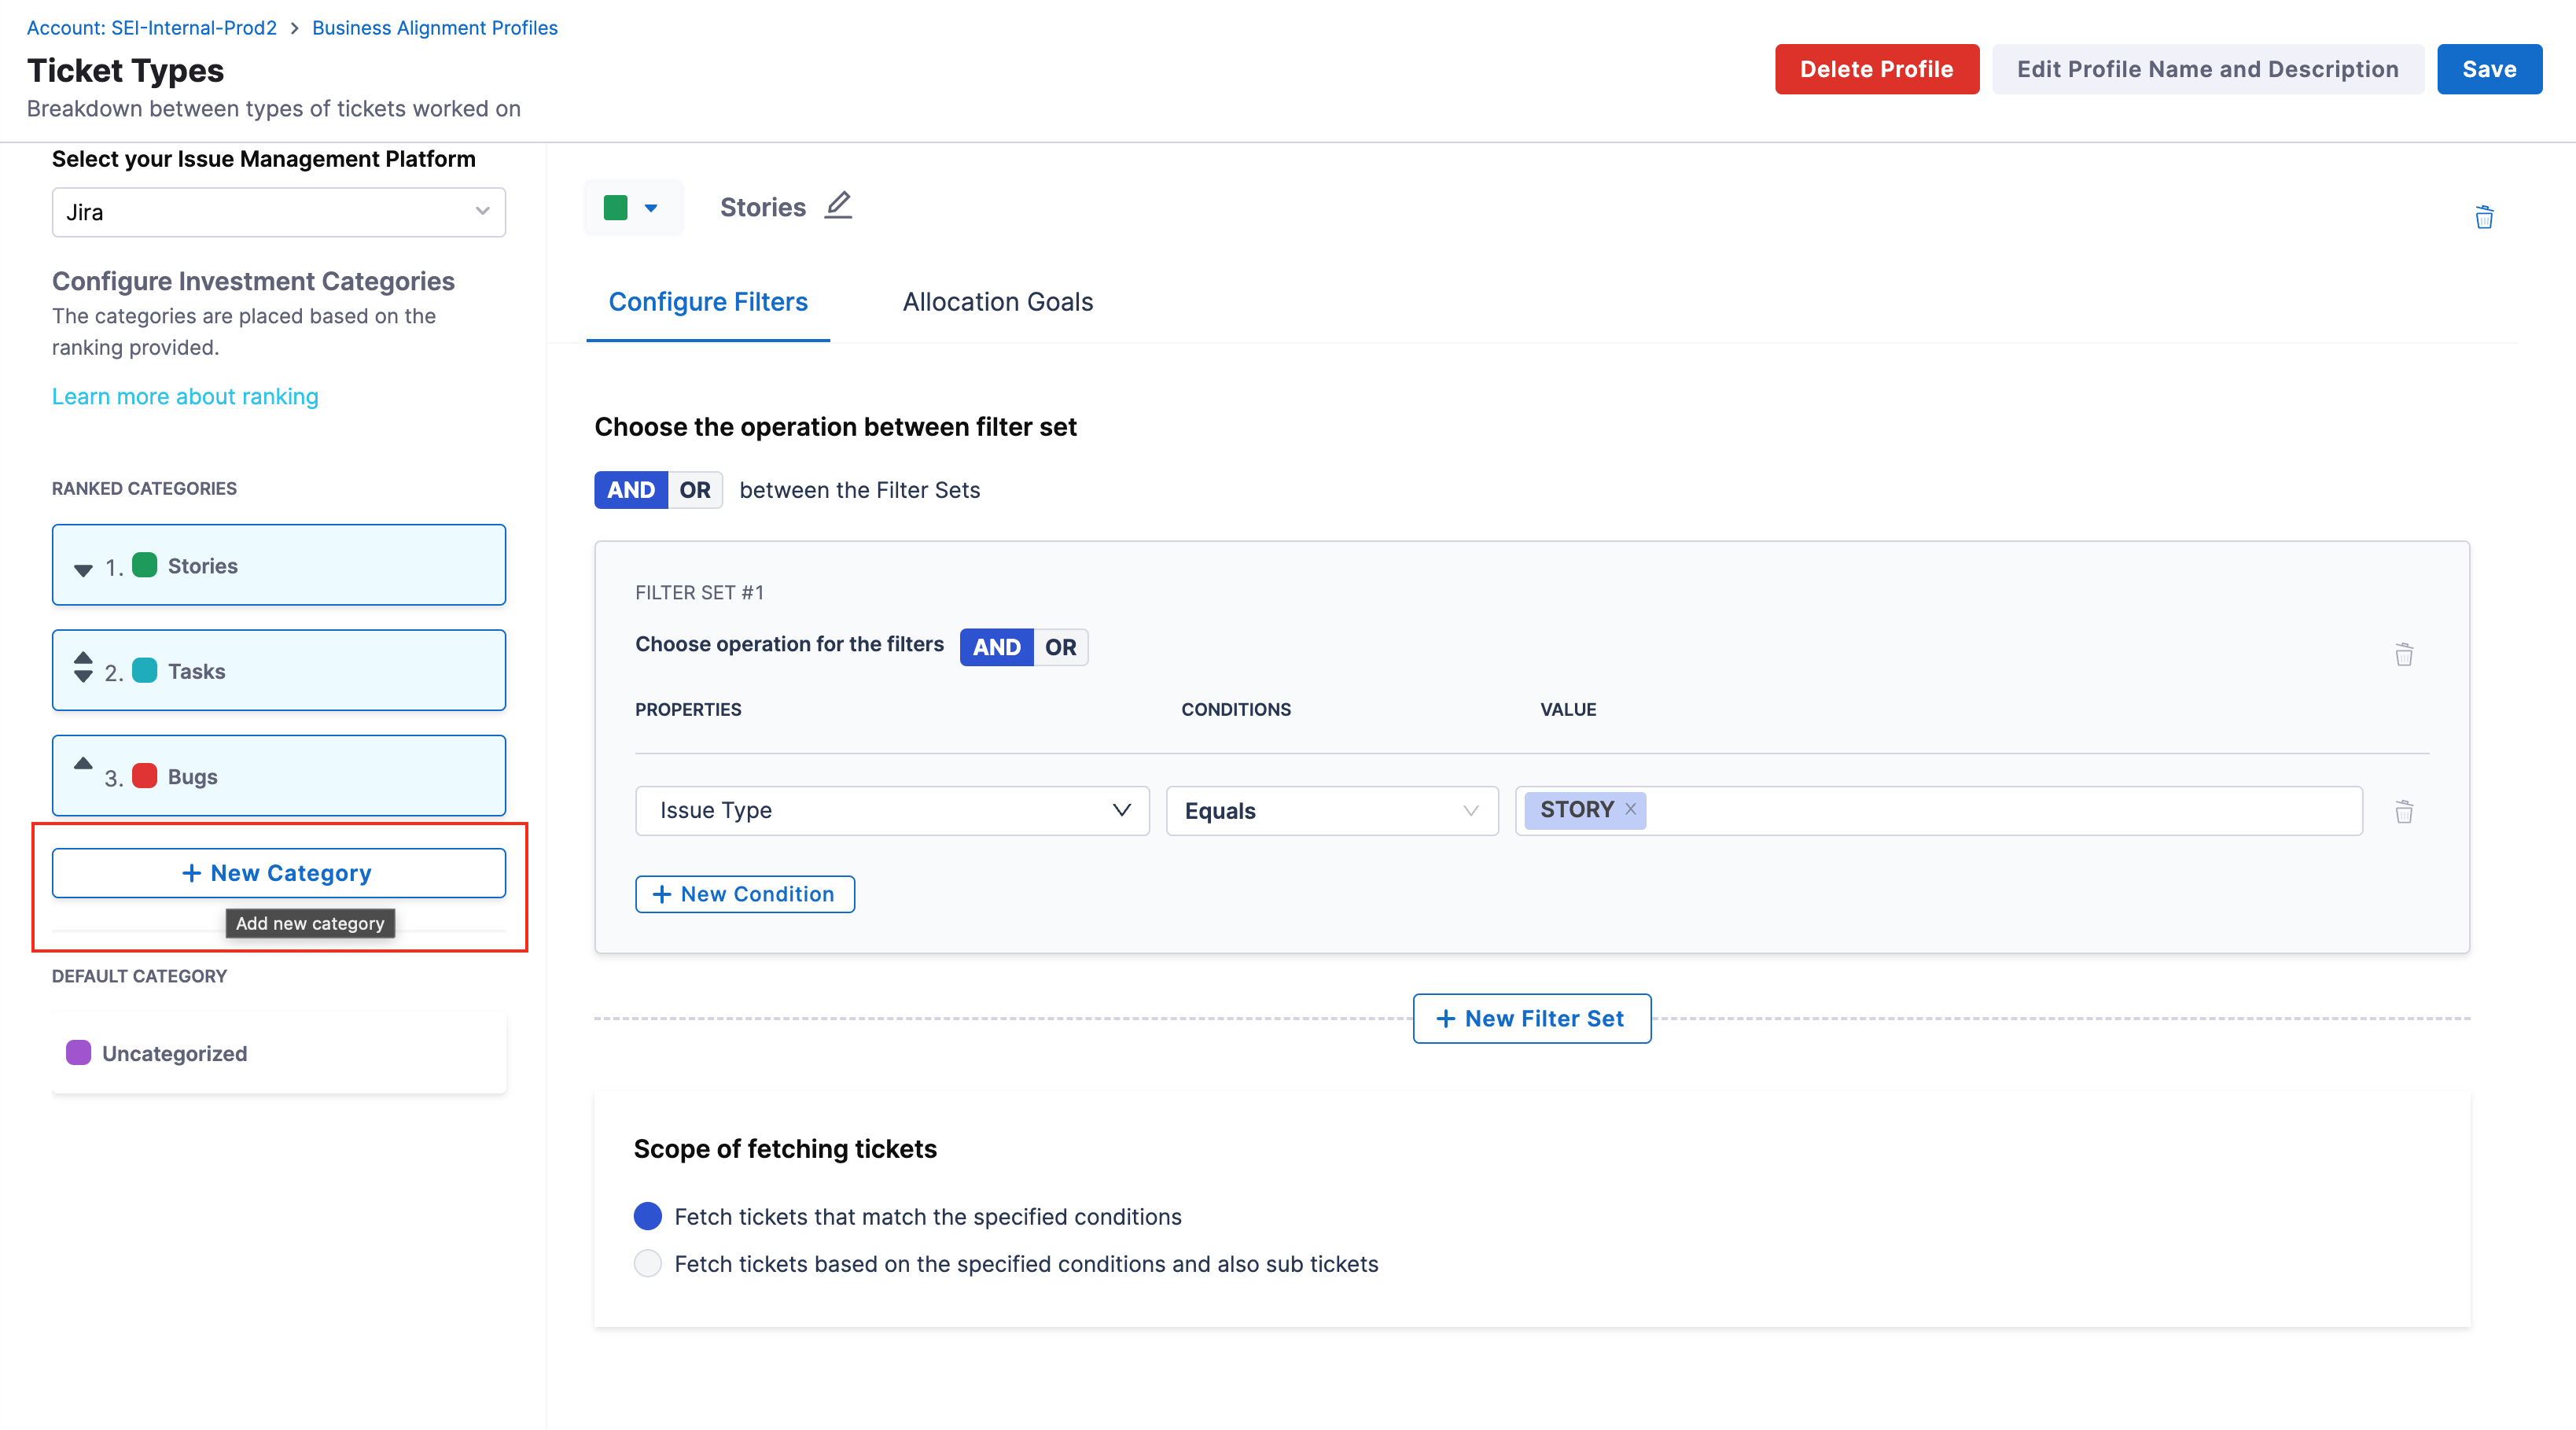 Account: SEI-Internal-Prod2 > Business Alignment Profiles
Ticket Types
Breakdown between types of tickets worked on
Delete Profile
Edit Profile Name and Description
Save
Select your Issue Management Platform
Jira
Configure Investment Categories
The categories are placed based on the
ranking provided.
Learn more about ranking
RANKED CATEGORIES
1. Stories
2. Tasks
3. Bugs
+ New Category
Add new category
DEFAULT CATEGORY
Uncategorized
Stories
Configure Filters
Allocation Goals
Choose the operation between filter set
AND OR between the Filter Sets
FILTER SET #1
Choose operation for the filters AND OR
PROPERTIES CONDITIONS VALUE
Issue Type Equals STORY ×
+ New Condition
+ New Filter Set
Scope of fetching tickets
Fetch tickets that match the specified conditions
Fetch tickets based on the specified conditions and also sub tickets